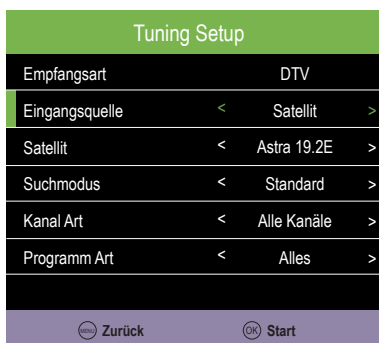 Tuning Setup
Empfangsart DTV
Eingangsquelle < Satellit >
Satellit < Astra 19.2E >
Suchmodus < Standard >
Kanal Art < Alle Kanäle >
Programm Art < Alles >
MENU Zurück OK Start